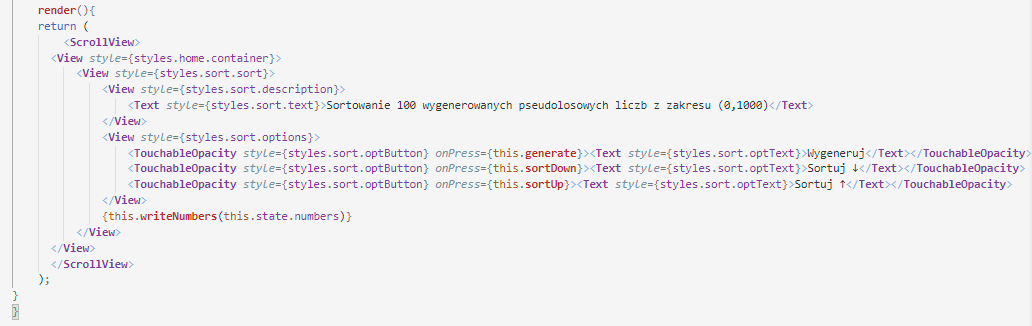 render(){
return (
<ScrollView>
<View style={styles.home.container}>
<View style={styles.sort.sort}>
<View style={styles.sort.description}>
<Text style={styles.sort.text}>Sortowanie 100 wygenerowanych pseudolosowych liczb z zakresu (0,1000)</Text>
</View>
<View style={styles.sort.options}>
<TouchableOpacity style={styles.sort.optButton} onPress={this.generate}><Text style={styles.sort.optText}>Wygeneruj</Text></TouchableOpacity>
<TouchableOpacity style={styles.sort.optButton} onPress={this.sortDown}><Text style={styles.sort.optText}>Sortuj ↓</Text></TouchableOpacity>
<TouchableOpacity style={styles.sort.optButton} onPress={this.sortUp}><Text style={styles.sort.optText}>Sortuj ↑</Text></TouchableOpacity>
</View>
{this.writeNumbers(this.state.numbers)}
</View>
</View>
</ScrollView>
);
}
}